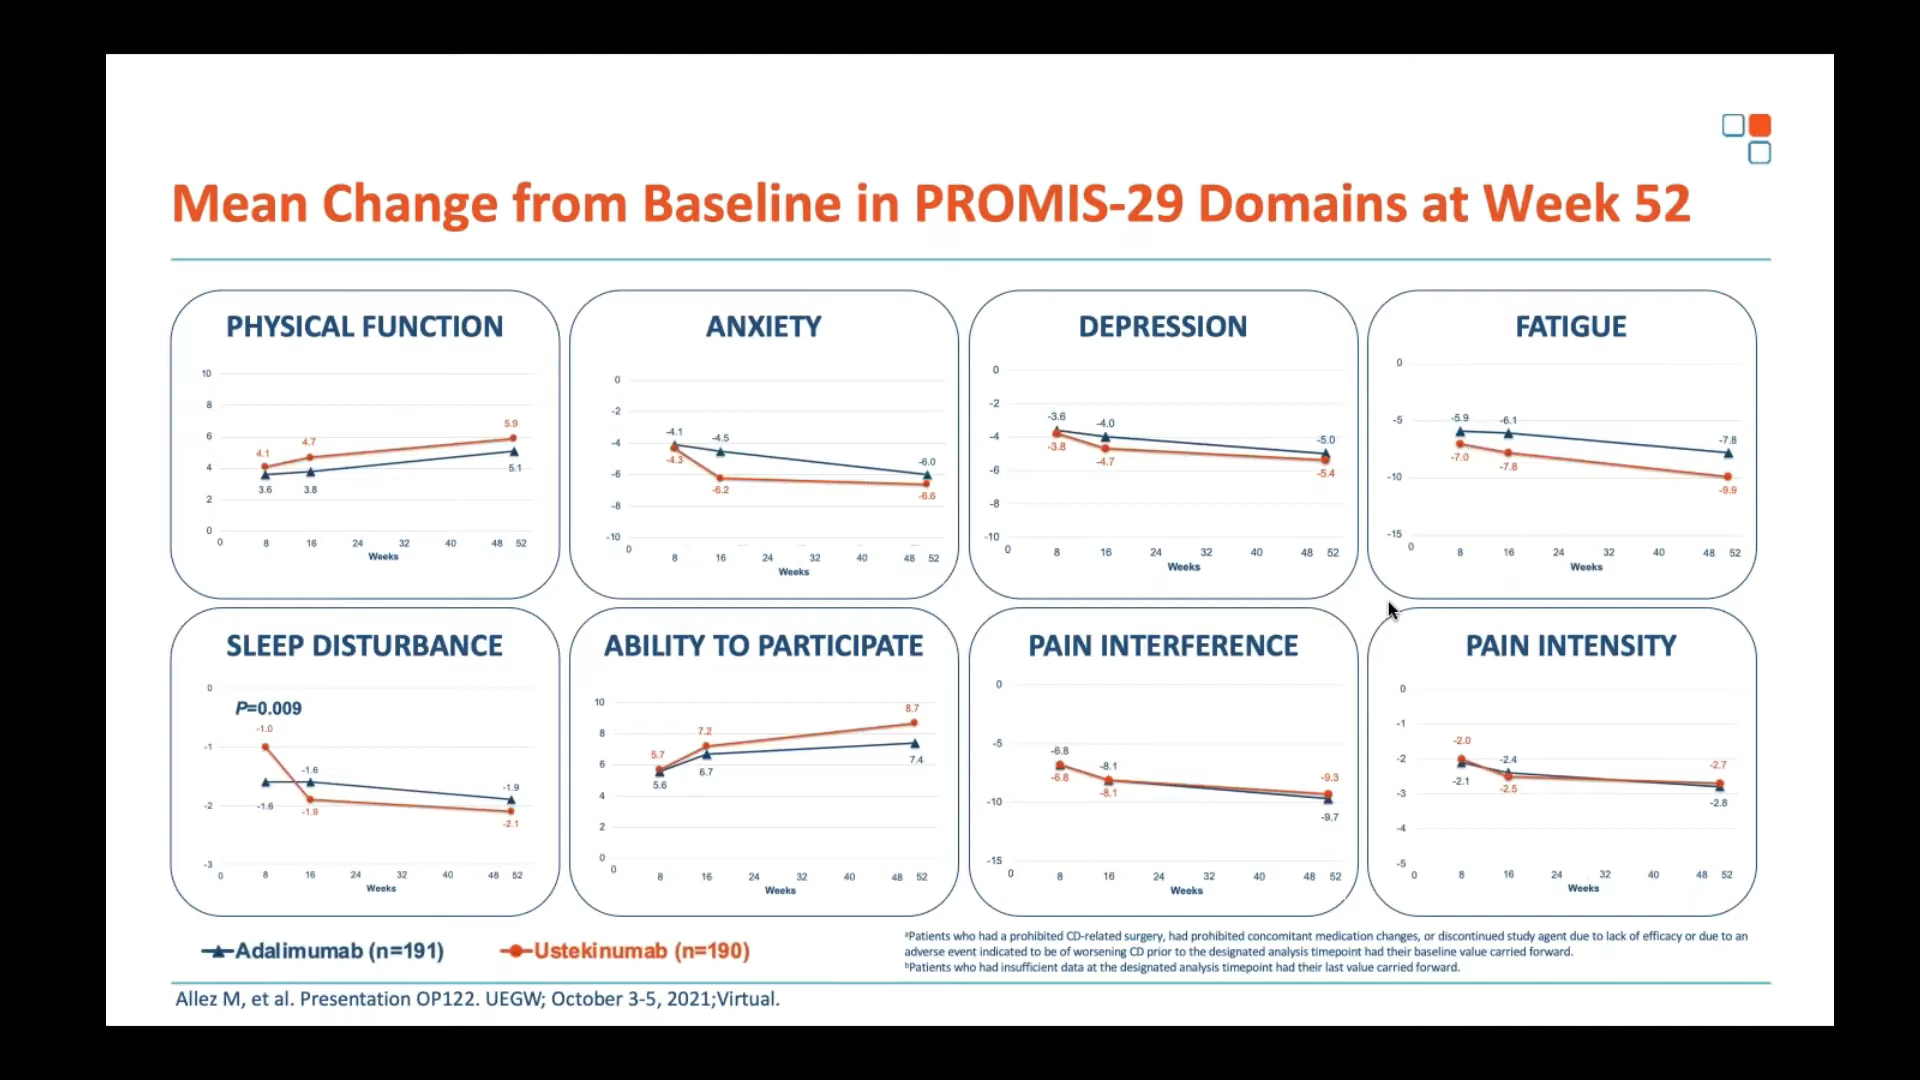 Mean Change from Baseline in PROMIS-29 Domains at Week 52
PHYSICAL FUNCTION
10
8
6
4
2
0
4.1
4.7
5.9
3.6
3.8
5.1
0 8 16 24 32 40 48 52
Weeks
ANXIETY
0
-2
-4
-6
-8
-10
-4.1
-4.5
-6.0
-4.3
-6.2
-6.6
0 8 16 24 32 40 48 52
Weeks
DEPRESSION
0
-2
-4
-6
-8
-10
-3.6
-4.0
-5.0
-3.8
-4.7
-5.4
0 8 16 24 32 40 48 52
Weeks
FATIGUE
0
-5
-10
-15
-5.9
-6.1
-7.8
-7.0
-7.8
-9.9
0 8 16 24 32 40 48 52
Weeks
SLEEP DISTURBANCE
P=0.009
0
-1
-2
-3
-1.0
-1.6
-1.9
-1.6
-1.9
-2.1
0 8 16 24 32 40 48 52
Weeks
ABILITY TO PARTICIPATE
10
8
6
4
2
0
5.7
7.2
8.7
5.6
6.7
7.4
0 8 16 24 32 40 48 52
Weeks
PAIN INTERFERENCE
0
-5
-10
-15
-6.8
-8.1
-9.3
-6.8
-8.1
-9.7
0 8 16 24 32 40 48 52
Weeks
PAIN INTENSITY
0
-1
-2
-3
-4
-5
-2.0
-2.4
-2.7
-2.1
-2.5
-2.8
0 8 16 24 32 40 48 52
Weeks
Adalimumab (n=191) Ustekinumab (n=190)
ᵃPatients who had a prohibited CD-related surgery, had prohibited concomitant medication changes, or discontinued study agent due to lack of efficacy or due to an
adverse event indicated to be of worsening CD prior to the designated analysis timepoint had their baseline value carried forward.
ᵇPatients who had insufficient data at the designated analysis timepoint had their last value carried forward.
Allez M, et al. Presentation OP122. UEGW; October 3-5, 2021;Virtual.